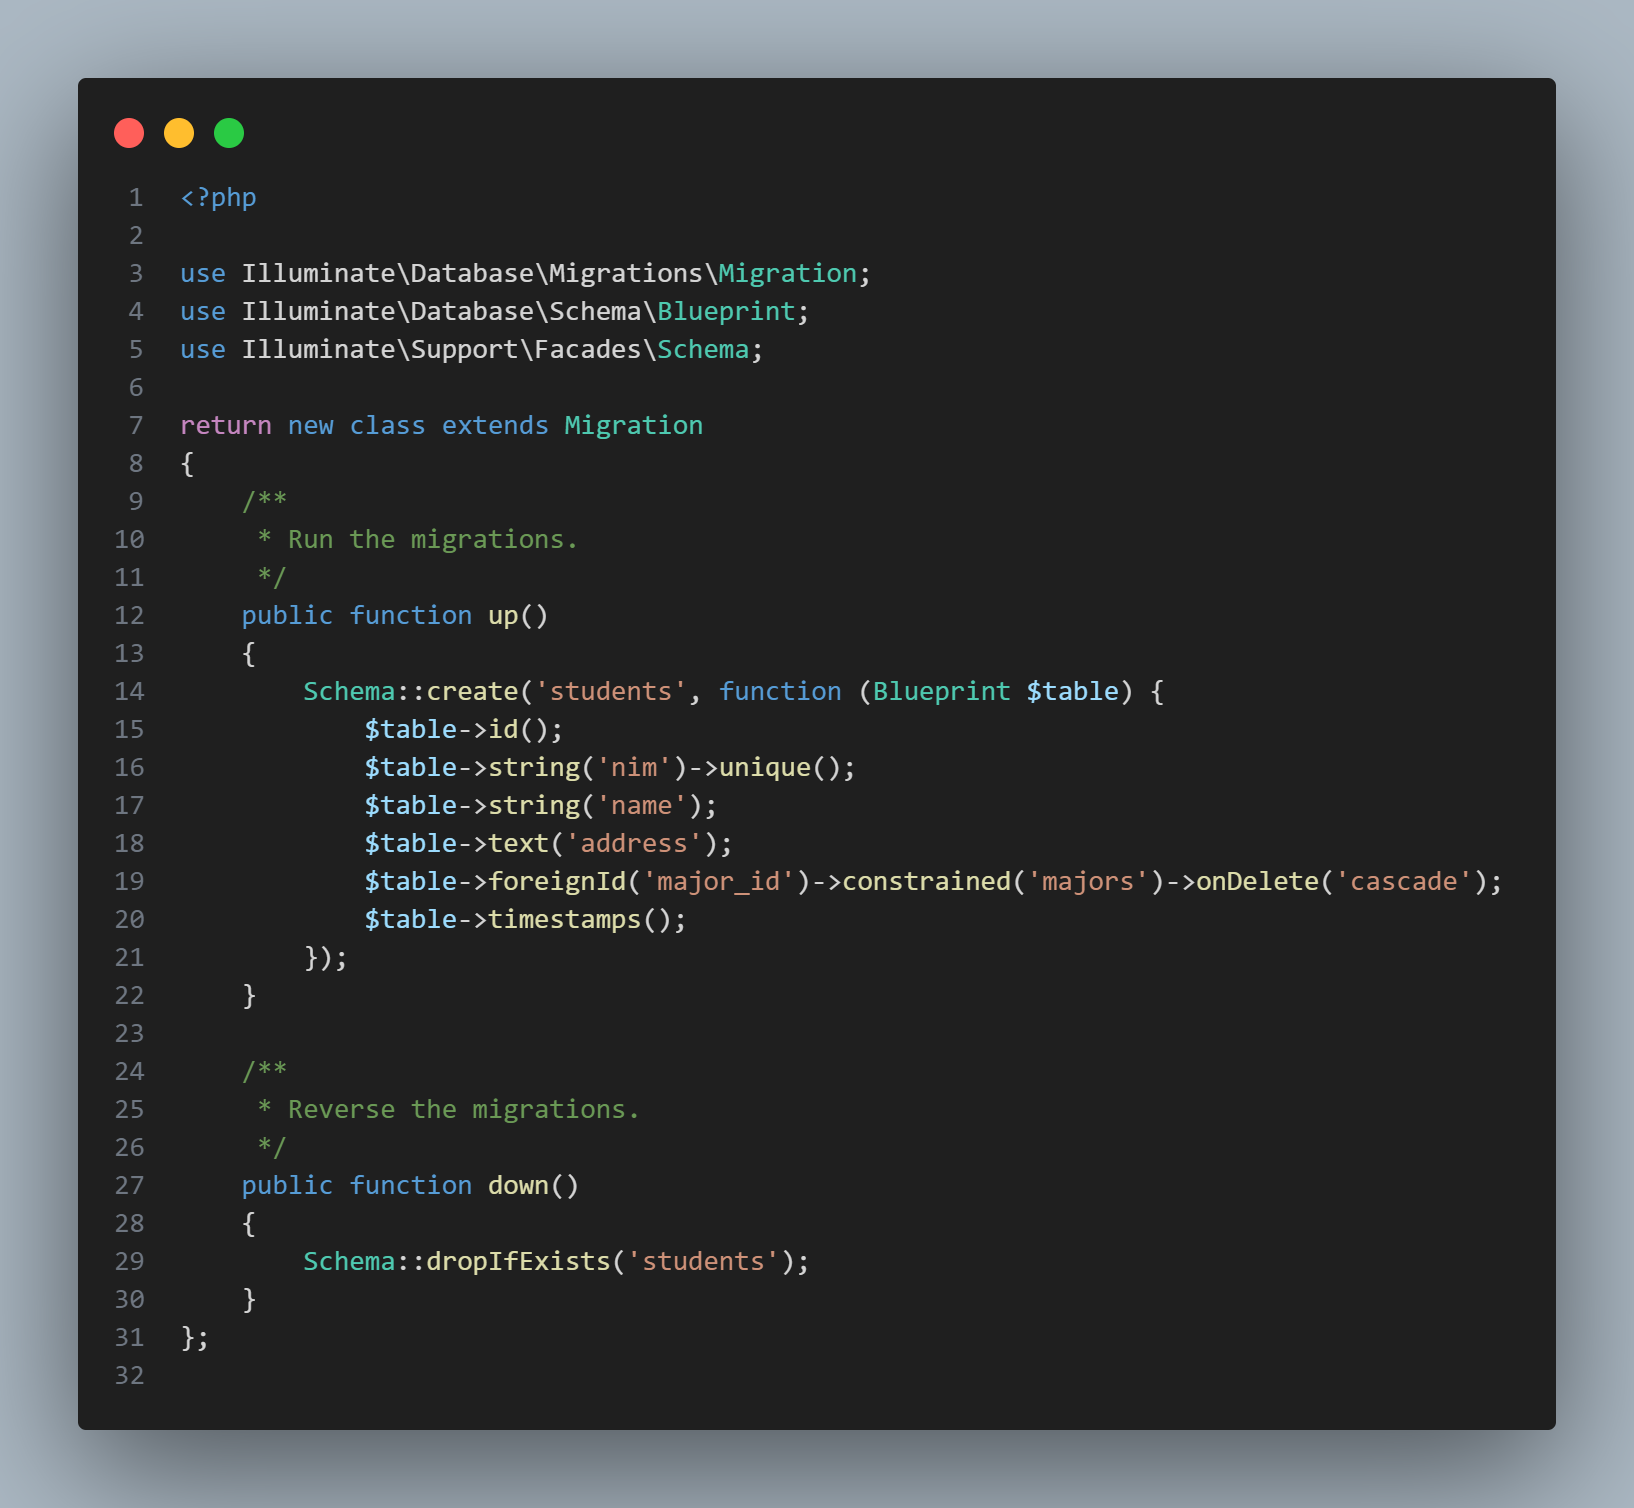 1 <?php
2
3 use Illuminate\Database\Migrations\Migration;
4 use Illuminate\Database\Schema\Blueprint;
5 use Illuminate\Support\Facades\Schema;
6
7 return new class extends Migration
8 {
9     /**
10      * Run the migrations.
11      */
12     public function up()
13     {
14         Schema::create('students', function (Blueprint $table) {
15             $table->id();
16             $table->string('nim')->unique();
17             $table->string('name');
18             $table->text('address');
19             $table->foreignId('major_id')->constrained('majors')->onDelete('cascade');
20             $table->timestamps();
21         });
22     }
23
24     /**
25      * Reverse the migrations.
26      */
27     public function down()
28     {
29         Schema::dropIfExists('students');
30     }
31 };
32